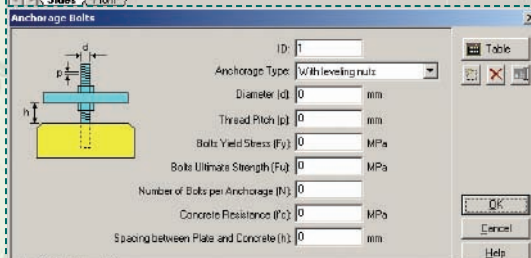 Sides Front
Anchorage Bolts
d
p
h
ID: 1
Anchorage Type: With leveling nuts
Diameter (d): 0 mm
Thread Pitch (p): 0 mm
Bolts Yield Stress (Fy): 0 MPa
Bolts Ultimate Strength (Fu): 0 MPa
Number of Bolts per Anchorage (N): 0
Concrete Resistance (f'c): 0 MPa
Spacing between Plate and Concrete (h): 0 mm
Table
OK
Cancel
Help